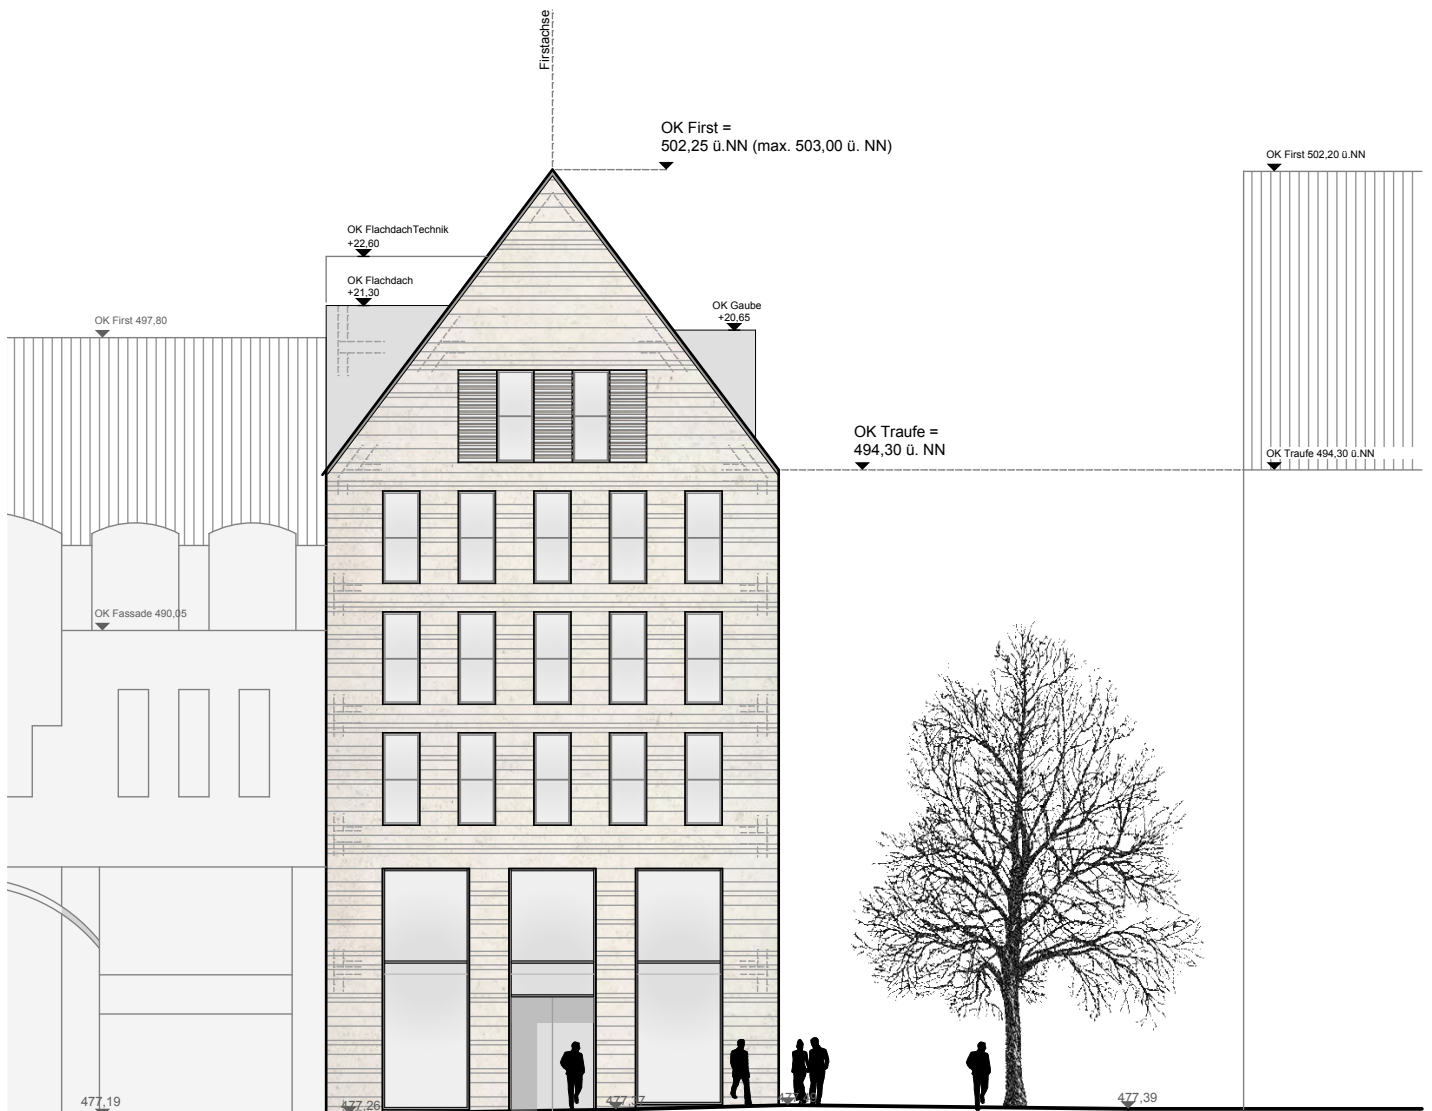 Firstachse
OK First =
502,25 ü.NN (max. 503,00 ü. NN)
OK First 502,20 ü.NN
OK FlachdachTechnik
+22,60
OK Flachdach
+21,30
OK Gaube
+20,65
OK First 497,80
OK Traufe =
494,30 ü. NN
OK Traufe 494,30 ü.NN
OK Fassade 490,05
477,19
477,26
477,37
477,39